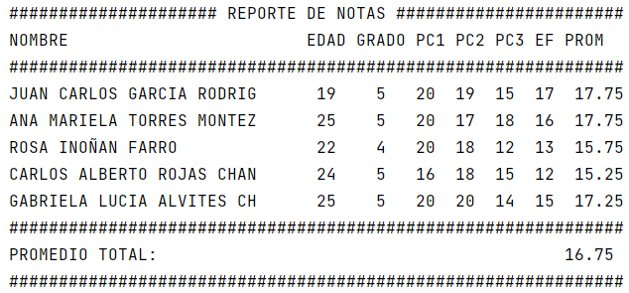 ##################### REPORTE DE NOTAS #######################
NOMBRE                        EDAD GRADO PC1 PC2 PC3 EF PROM
##############################################################
JUAN CARLOS GARCIA RODRIG      19    5   20  19  15  17  17.75
ANA MARIELA TORRES MONTEZ      25    5   20  17  18  16  17.75
ROSA INOÑAN FARRO              22    4   20  18  12  13  15.75
CARLOS ALBERTO ROJAS CHAN      24    5   16  18  15  12  15.25
GABRIELA LUCIA ALVITES CH      25    5   20  20  14  15  17.25
##############################################################
PROMEDIO TOTAL:                                         16.75
##############################################################